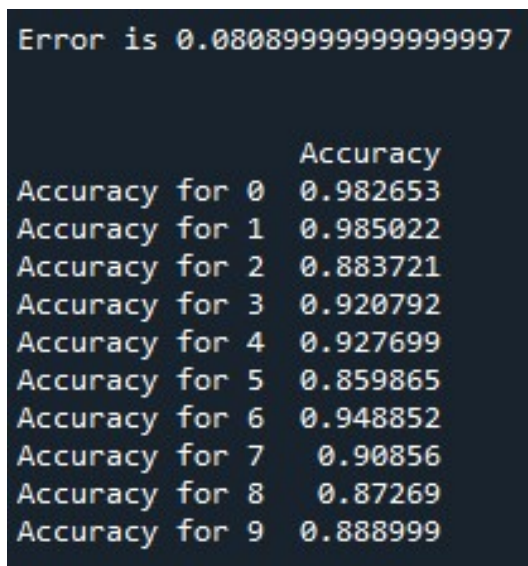 Error is 0.08089999999999997
Accuracy
Accuracy for 0 0.982653
Accuracy for 1 0.985022
Accuracy for 2 0.883721
Accuracy for 3 0.920792
Accuracy for 4 0.927699
Accuracy for 5 0.859865
Accuracy for 6 0.948852
Accuracy for 7 0.90856
Accuracy for 8 0.87269
Accuracy for 9 0.888999